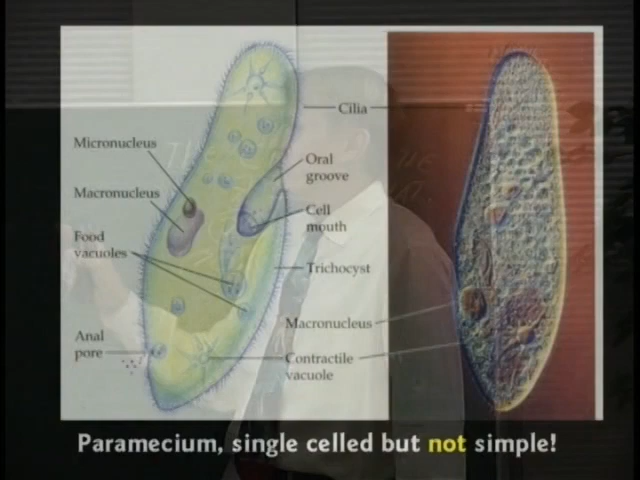 Cilia
Micronucleus
Oral
groove
Macronucleus
Cell
mouth
Food
vacuoles
Trichocyst
Macronucleus
Anal
pore
Contractile
vacuole
Paramecium, single celled but not simple!